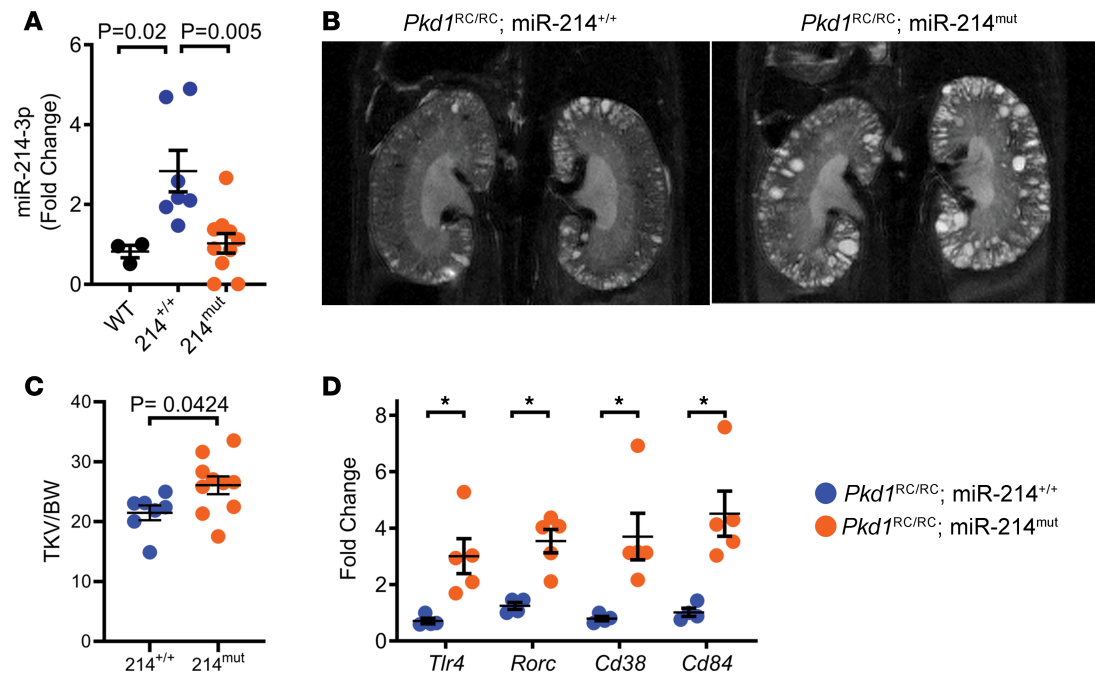 A
P=0.02 P=0.005
6
4
2
0
miR-214-3p
(Fold Change)
WT
214+/+
214mut
B
Pkd1RC/RC; miR-214+/+
Pkd1RC/RC; miR-214mut
C
P= 0.0424
40
30
20
10
0
TKV/BW
214+/+
214mut
D
* * * *
8
6
4
2
0
Fold Change
Tlr4 Rorc Cd38 Cd84
Pkd1RC/RC; miR-214+/+
Pkd1RC/RC; miR-214mut